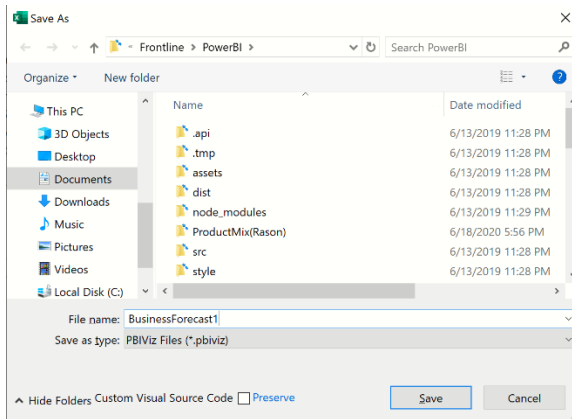 Save As
« Frontline > PowerBI >
Search PowerBI
Organize
New folder
?
Name
Date modified
This PC
3D Objects
Desktop
Documents
Downloads
Music
Pictures
Videos
Local Disk (C:)
.api 6/13/2019 11:28 PM
.tmp 6/13/2019 11:28 PM
assets 6/13/2019 11:28 PM
dist 6/13/2019 11:28 PM
node_modules 6/13/2019 11:29 PM
ProductMix(Rason) 6/18/2020 5:56 PM
src 6/13/2019 11:28 PM
style 6/13/2019 11:28 PM
File name: BusinessForecast1
Save as type: PBIViz Files (*.pbiviz)
Hide Folders Custom Visual Source Code Preserve
Save
Cancel